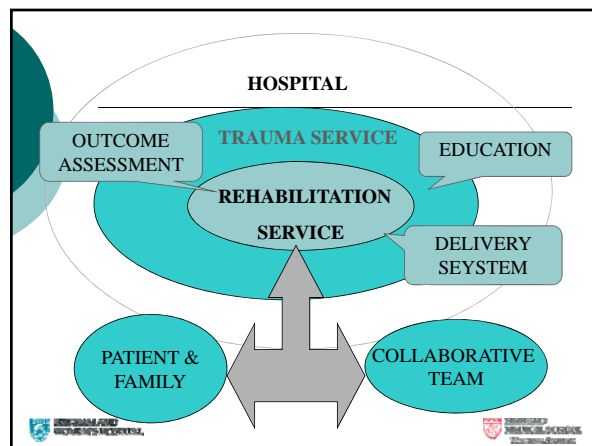 HOSPITAL
OUTCOME
ASSESSMENT
TRAUMA SERVICE
EDUCATION
REHABILITATION
SERVICE
DELIVERY
SEYSTEM
PATIENT &
FAMILY
COLLABORATIVE
TEAM